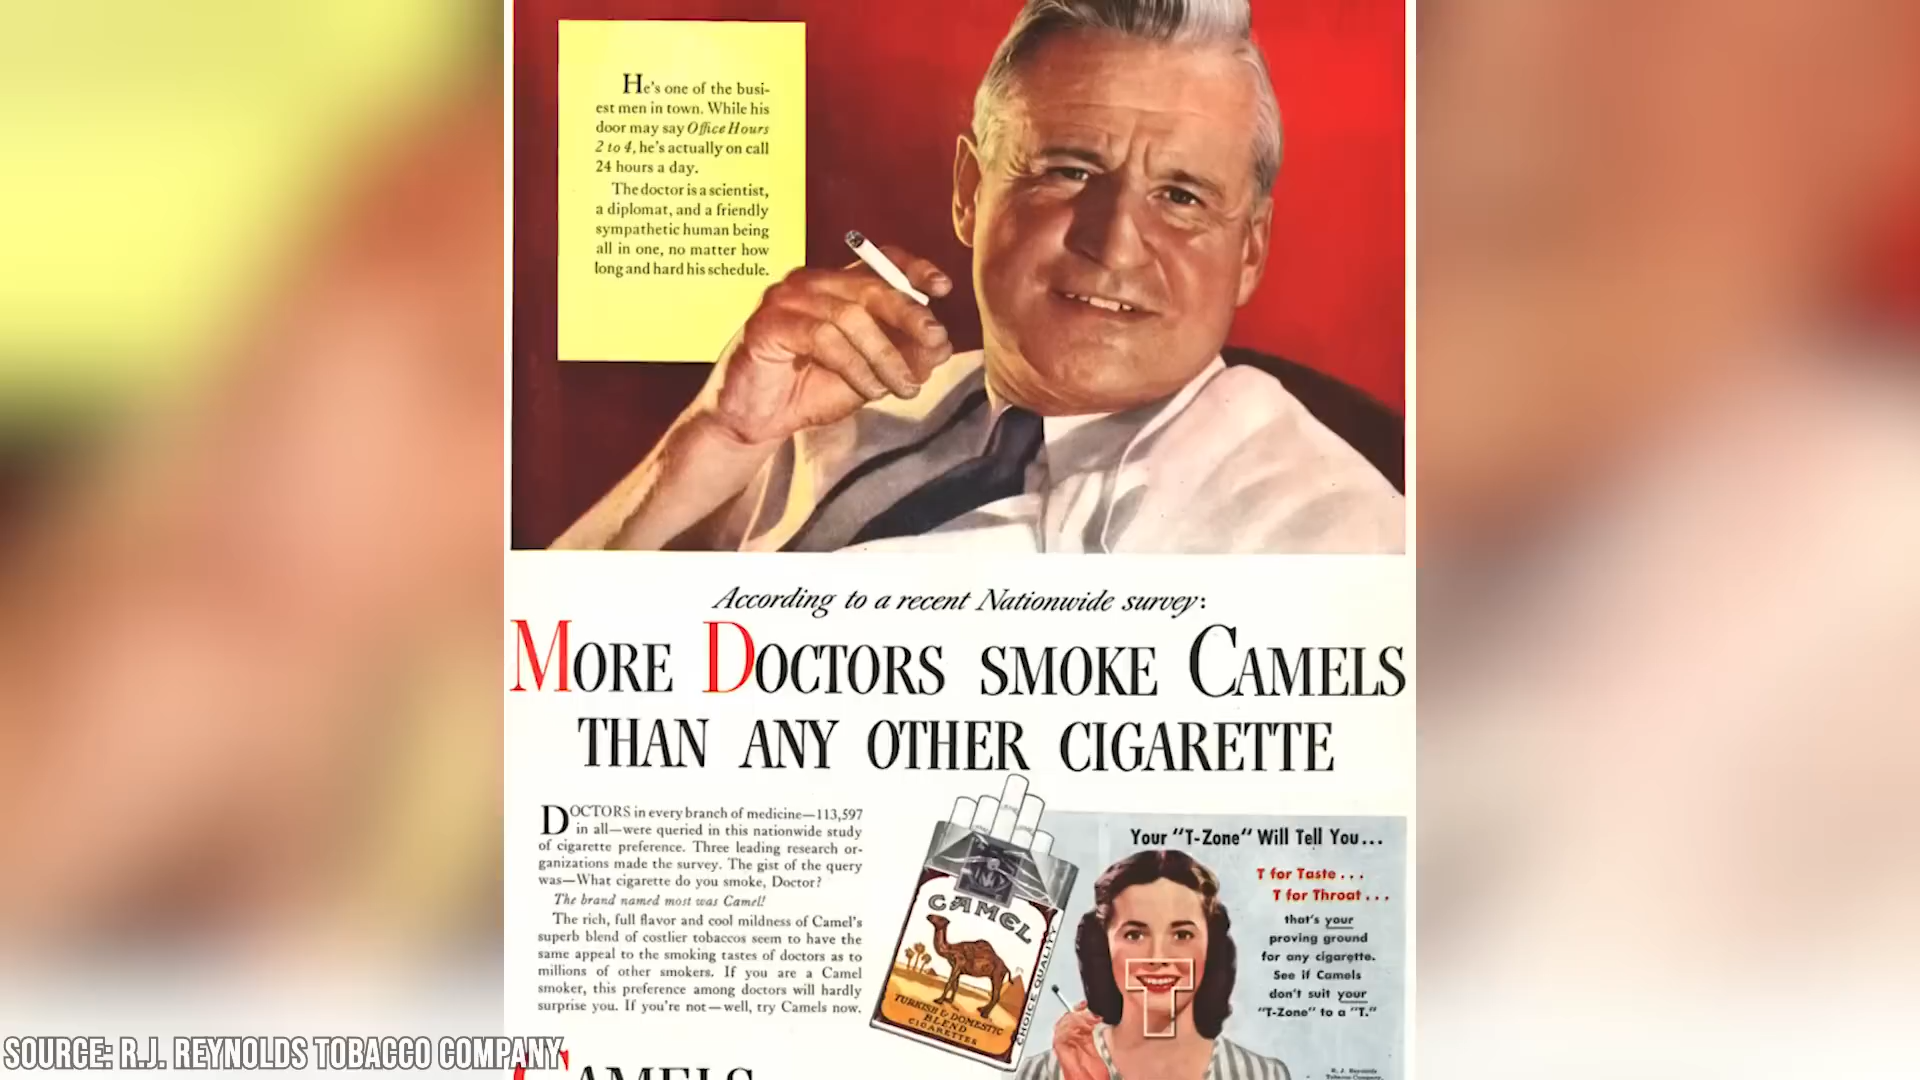 He's one of the busi-
est men in town. While his
door may say Office Hours
2 to 4, he's actually on call
24 hours a day.
The doctor is a scientist,
a diplomat, and a friendly
sympathetic human being
all in one, no matter how
long and hard his schedule.
According to a recent Nationwide survey:
MORE DOCTORS SMOKE CAMELS
THAN ANY OTHER CIGARETTE
DOCTORS in every branch of medicine—113,597
in all—were queried in this nationwide study
of cigarette preference. Three leading research or-
ganizations made the survey. The gist of the query
was—What cigarette do you smoke, Doctor?
The brand named most was Camel!
The rich, full flavor and cool mildness of Camel's
superb blend of costlier tobaccos seem to have the
same appeal to the smoking tastes of doctors as to
millions of other smokers. If you are a Camel
smoker, this preference among doctors will hardly
surprise you. If you're not—well, try Camels now.
CAMEL
TURKISH & DOMESTIC
BLEND
CIGARETTES
CHOICE QUALITY
Your "T-Zone" Will Tell You...
T for Taste...
T for Throat...
that's your
proving ground
for any cigarette.
See if Camels
don't suit your
"T-Zone" to a "T."
T
R. J. Reynolds
Tobacco Company,
CAMELS
SOURCE: R.J. REYNOLDS TOBACCO COMPANY